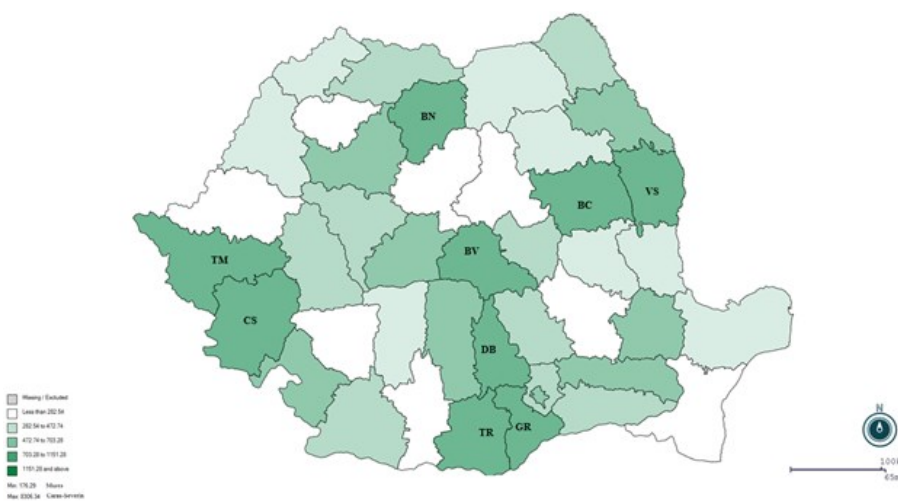 BN
VS
BC
TM
BV
CS
DB
TR
GR
N
Missing / Excluded
Less than 282.54
282.54 to 472.74
472.74 to 703.28
703.28 to 1151.28
1151.28 and above
Min: 176.29 Mures
Max: 8306.34 Caras-Severin